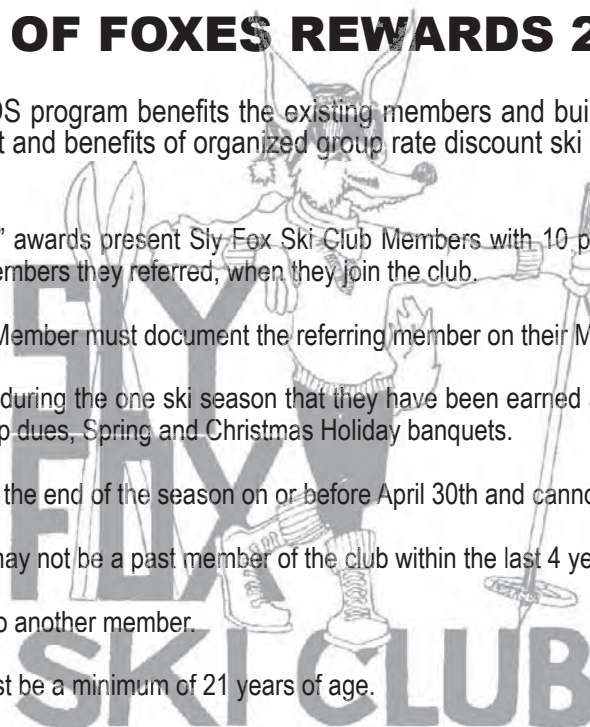 OF FOXES REWARDS 2
OS program benefits the existing members and bui
t and benefits of organized group rate discount ski
” awards present Sly Fox Ski Club Members with 10 p
embers they referred, when they join the club.
Member must document the referring member on their M
during the one ski season that they have been earned
p dues, Spring and Christmas Holiday banquets.
the end of the season on or before April 30th and canno
may not be a past member of the club within the last 4 ye
o another member.
st be a minimum of 21 years of age.
SLY
FOX
SKI CLUB